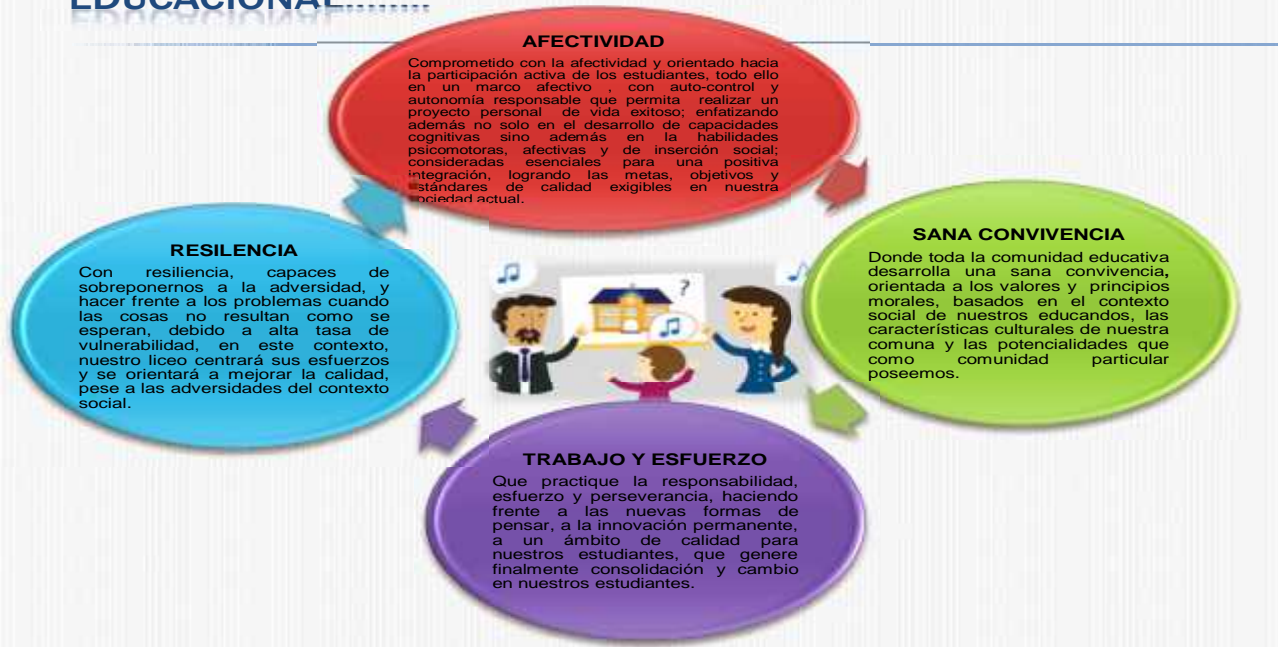 EDUCACIONAL........
AFECTIVIDAD
Comprometido con la afectividad y orientado hacia
la participación activa de los estudiantes, todo ello
en un marco afectivo , con auto-control y
autonomía responsable que permita realizar un
proyecto personal de vida exitoso; enfatizando
además no solo en el desarrollo de capacidades
cognitivas sino además en la habilidades
psicomotoras, afectivas y de inserción social;
consideradas esenciales para una positiva
integración, logrando las metas, objetivos y
estándares de calidad exigibles en nuestra
sociedad actual.
SANA CONVIVENCIA
Donde toda la comunidad educativa
desarrolla una sana convivencia,
orientada a los valores y principios
morales, basados en el contexto
social de nuestros educandos, las
características culturales de nuestra
comuna y las potencialidades que
como comunidad particular
poseemos.
TRABAJO Y ESFUERZO
Que practique la responsabilidad,
esfuerzo y perseverancia, haciendo
frente a las nuevas formas de
pensar, a la innovación permanente,
a un ámbito de calidad para
nuestros estudiantes, que genere
finalmente consolidación y cambio
en nuestros estudiantes.
RESILENCIA
Con resiliencia, capaces de
sobreponernos a la adversidad, y
hacer frente a los problemas cuando
las cosas no resultan como se
esperan, debido a alta tasa de
vulnerabilidad, en este contexto,
nuestro liceo centrará sus esfuerzos
y se orientará a mejorar la calidad,
pese a las adversidades del contexto
social.
?